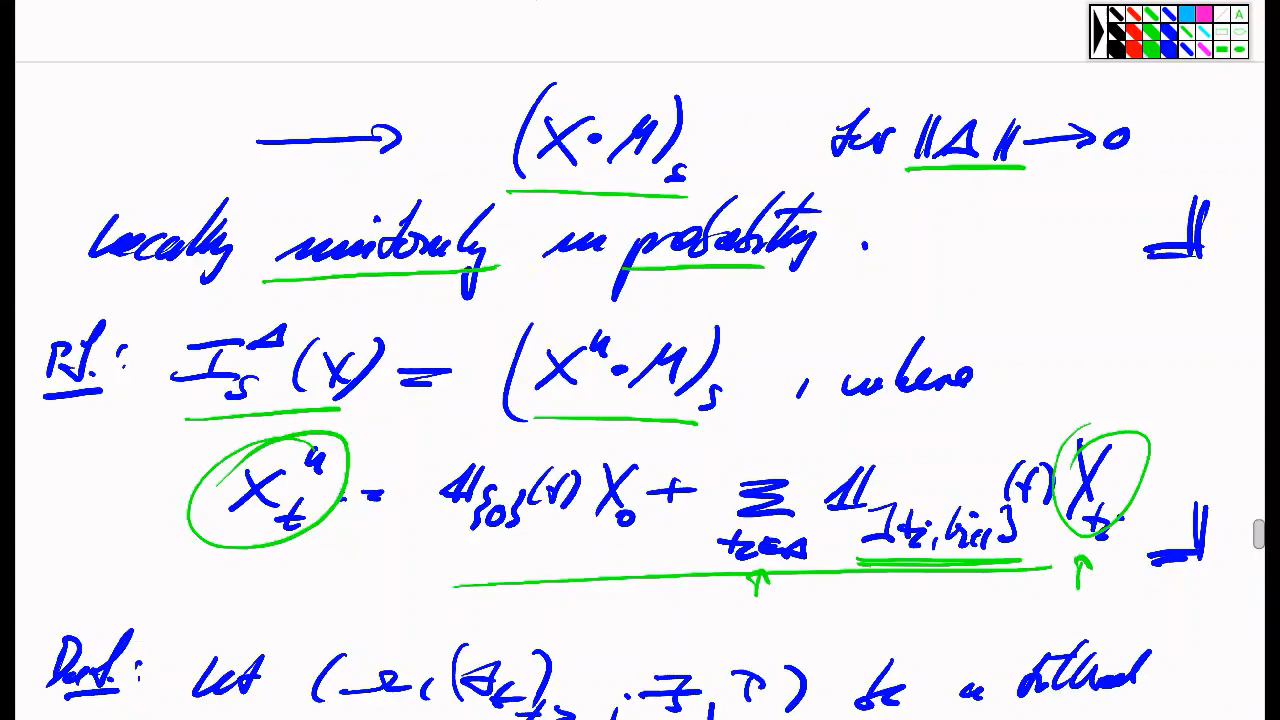 ⟶ (X • M)_s for ‖Δ‖ → 0
locally uniformly in probability.
Pf.: I_s^Δ(X) = (X^n • M)_s, where
X_t^n = 𝟙_{0}(t) X_0 + Σ_{t_i ∈ Δ} 𝟙_{]t_i, t_{i+1}]}(t) X_{t_i}
Def.: Let (Ω, (𝓕_t)_{t≥0}, 𝓕, P) be a filtered